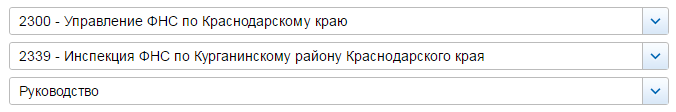 2300 - Управление ФНС по Краснодарскому краю
2339 - Инспекция ФНС по Курганинскому району Краснодарского края
Руководство